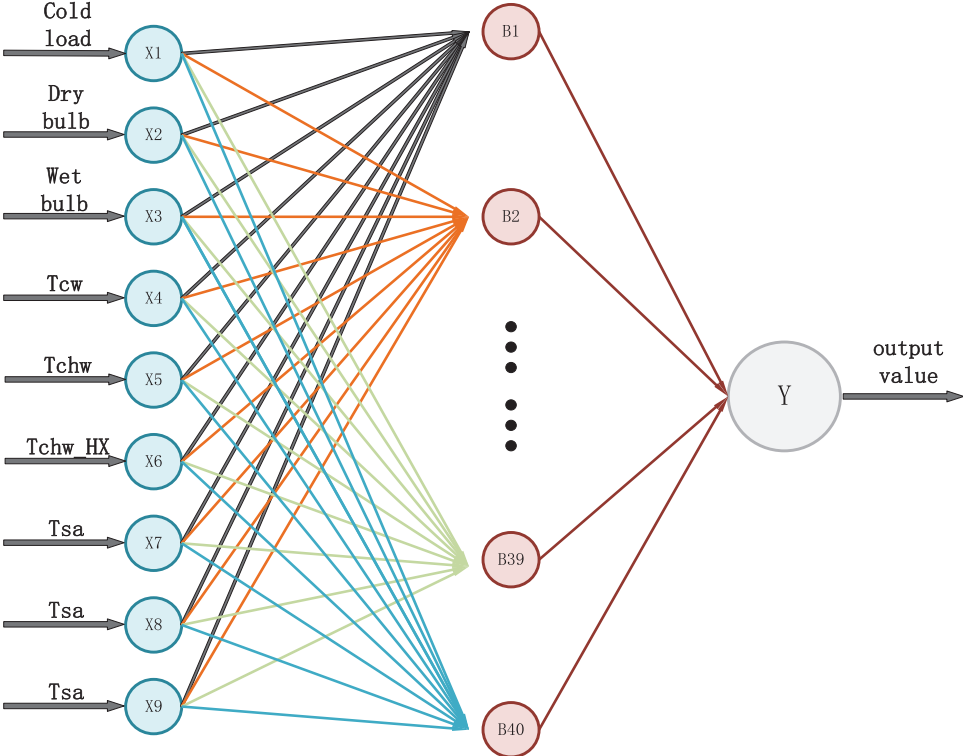 Cold
load
X1
Dry
bulb
X2
Wet
bulb
X3
Tcw
X4
Tchw
X5
Tchw_HX
X6
Tsa
X7
Tsa
X8
Tsa
X9
B1
B2
B39
B40
Y
output
value